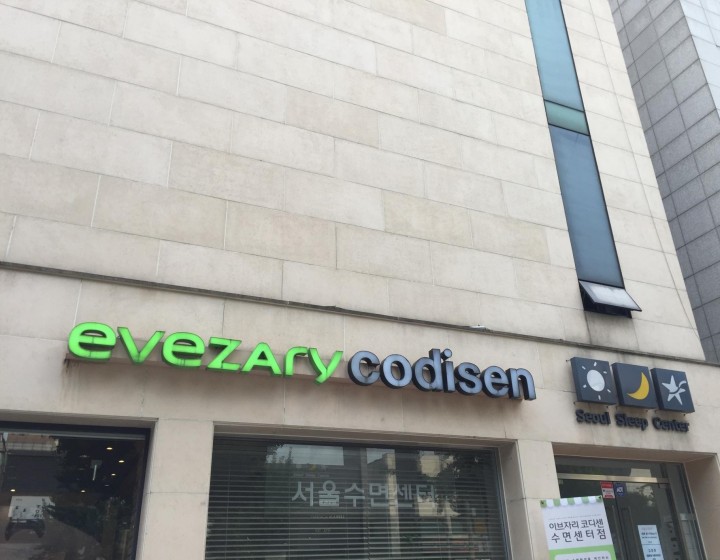 evezary codisen
Seoul Sleep Center
서울수면센터
이브자리 코디센
수면센터점